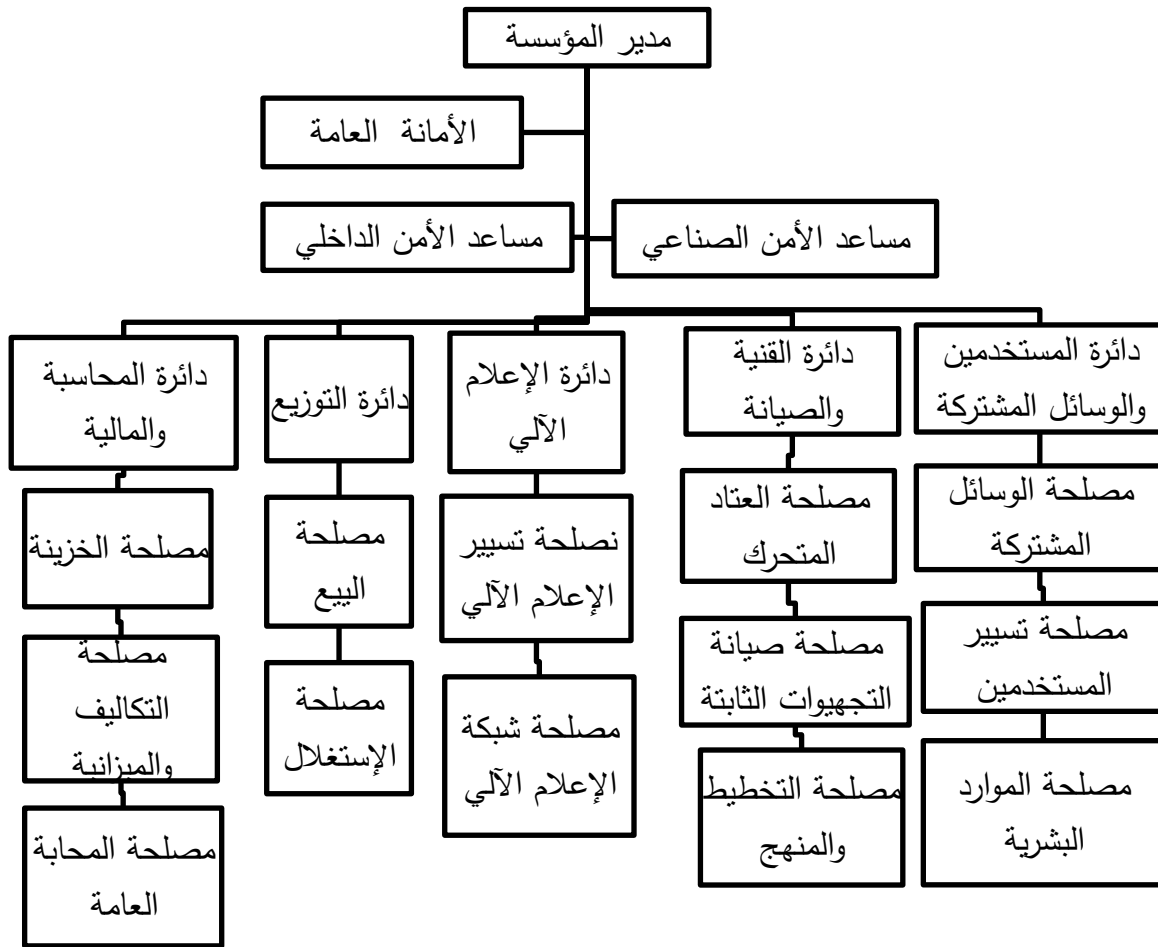 مدير المؤسسة
الأمانة العامة
مساعد الأمن الصناعي
مساعد الأمن الداخلي
دائرة المستخدمين
والوسائل المشتركة
دائرة القنية
والصيانة
دائرة الإعلام
الآلي
دائرة التوزيع
دائرة المحاسبة
والمالية
مصلحة الوسائل
المشتركة
مصلحة العتاد
المتحرك
نصلحة تسيير
الإعلام الآلي
مصلحة
البيع
مصلحة الخزينة
مصلحة تسيير
المستخدمين
مصلحة صيانة
التجهيوات الثابتة
مصلحة شبكة
الإعلام الآلي
مصلحة
الإستغلال
مصلحة
التكاليف
والميزانية
مصلحة الموارد
البشرية
مصلحة التخطيط
والمنهج
مصلحة المحابة
العامة